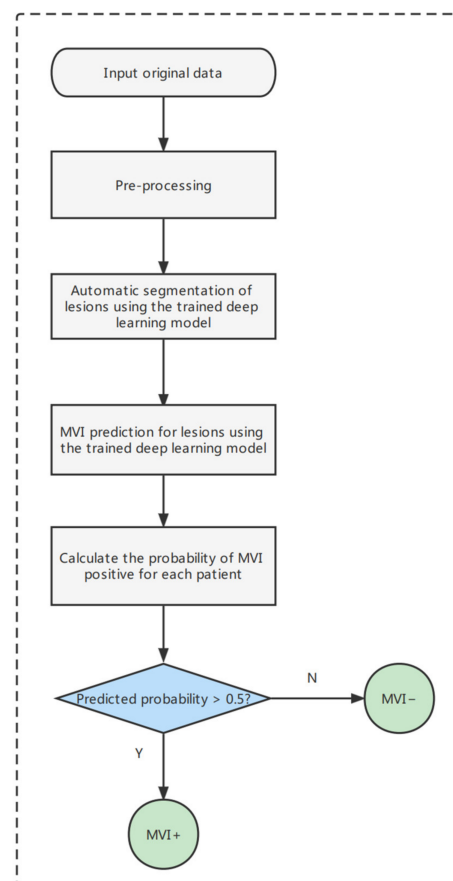 Input original data
Pre-processing
Automatic segmentation of
lesions using the trained deep
learning model
MVI prediction for lesions using
the trained deep learning model
Calculate the probability of MVI
positive for each patient
Predicted probability > 0.5?
N
MVI−
Y
MVI+